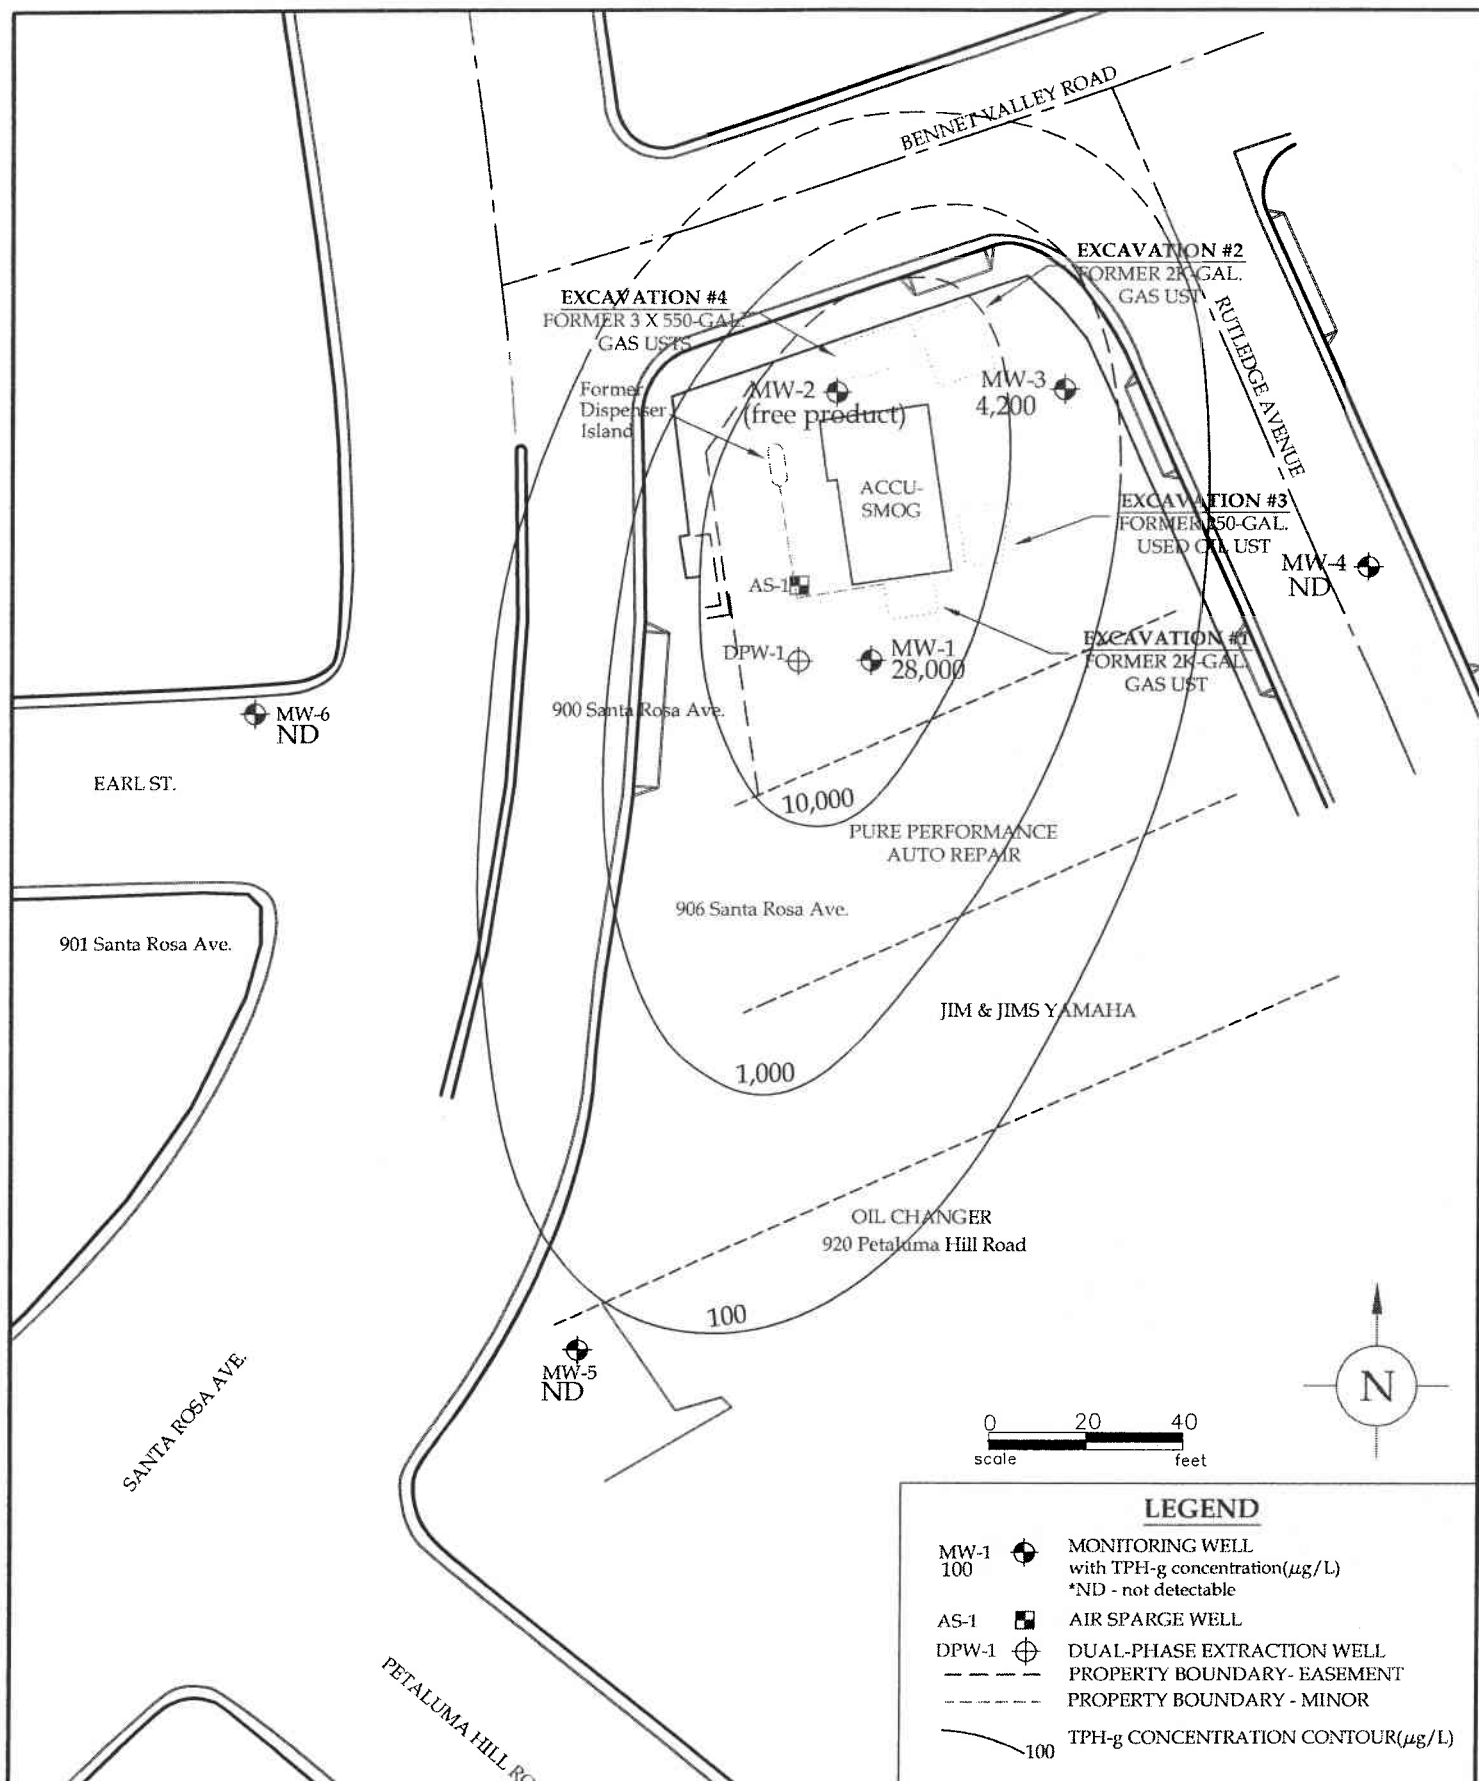 BENNET VALLEY ROAD
EXCAVATION #2
FORMER 2K-GAL.
GAS UST
EXCAVATION #4
FORMER 3 X 550-GAL.
GAS USTS
RUTLEDGE AVENUE
Former
Dispenser
Island
MW-2
(free product)
MW-3
4,200
ACCU-
SMOG
EXCAVATION #3
FORMER 350-GAL.
USED OIL UST
MW-4
ND
AS-1
EXCAVATION #1
FORMER 2K-GAL.
GAS UST
DPW-1
MW-1
28,000
900 Santa Rosa Ave.
MW-6
ND
EARL ST.
10,000
PURE PERFORMANCE
AUTO REPAIR
906 Santa Rosa Ave.
901 Santa Rosa Ave.
JIM & JIMS YAMAHA
1,000
OIL CHANGER
920 Petaluma Hill Road
100
MW-5
ND
SANTA ROSA AVE.
N
0 20 40
scale feet
PETALUMA HILL
LEGEND
MW-1
100
MONITORING WELL
with TPH-g concentration(µg/L)
*ND - not detectable
AS-1 AIR SPARGE WELL
DPW-1 DUAL-PHASE EXTRACTION WELL
PROPERTY BOUNDARY- EASEMENT
PROPERTY BOUNDARY - MINOR
100 TPH-g CONCENTRATION CONTOUR(µg/L)